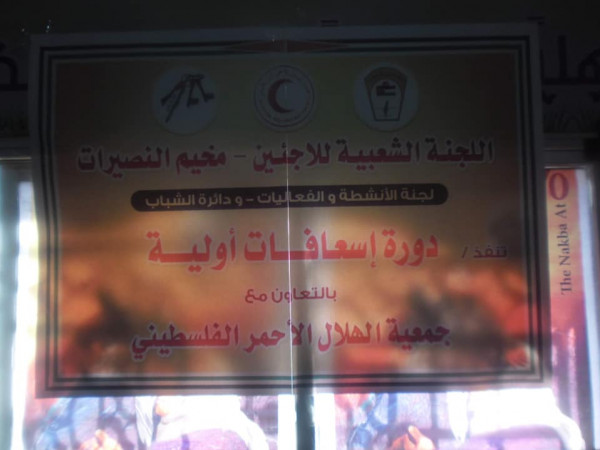 اللجنة الشعبية للاجئين - مخيم النصيرات
لجنة الأنشطة و الفعاليات - و دائرة الشباب
تنفذ / دورة إسعافات أولية
بالتعاون مع
جمعية الهلال الأحمر الفلسطيني
The Nakba At